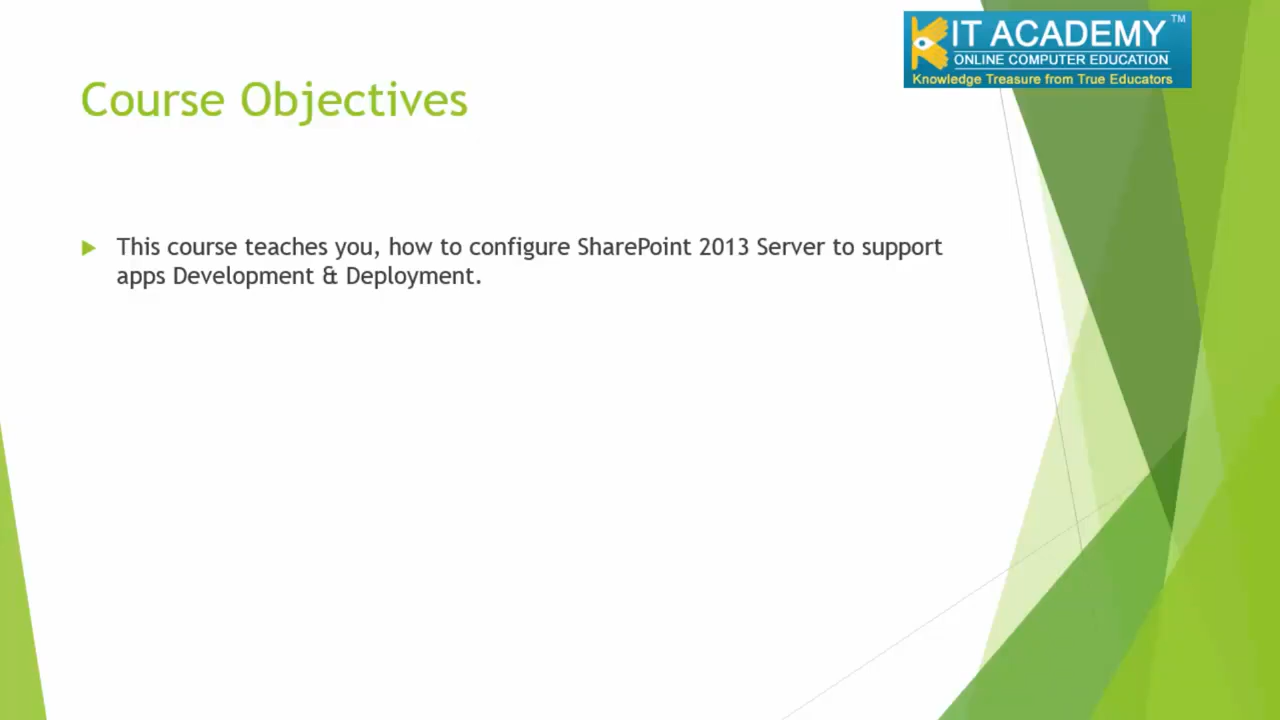 KIT ACADEMY™
ONLINE COMPUTER EDUCATION
Knowledge Treasure from True Educators
Course Objectives
This course teaches you, how to configure SharePoint 2013 Server to support
apps Development & Deployment.